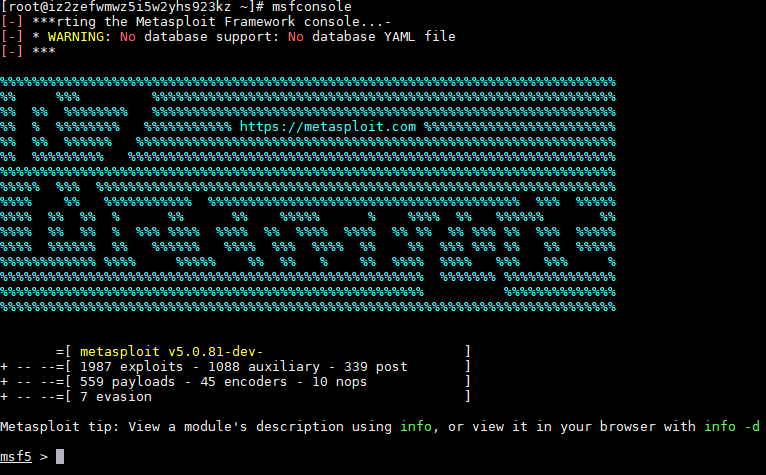 [root@iz2zefwmwz5i5w2yhs923kz ~]# msfconsole
[-] ***rting the Metasploit Framework console...-
[-] * WARNING: No database support: No database YAML file
[-] ***
https://metasploit.com
=[ metasploit v5.0.81-dev- ]
+ -- --=[ 1987 exploits - 1088 auxiliary - 339 post ]
+ -- --=[ 559 payloads - 45 encoders - 10 nops ]
+ -- --=[ 7 evasion ]
Metasploit tip: View a module's description using info, or view it in your browser with info -d
msf5 >